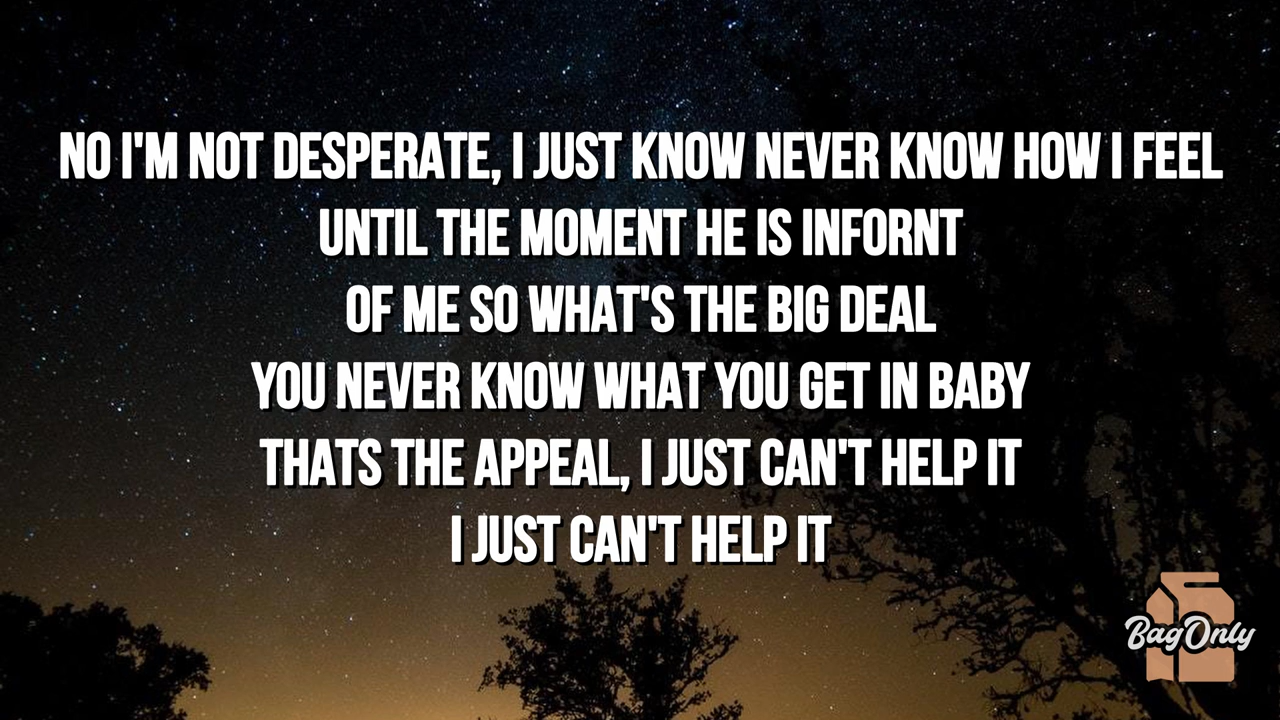 NO I'M NOT DESPERATE, I JUST KNOW NEVER KNOW HOW I FEEL
UNTIL THE MOMENT HE IS INFORNT
OF ME SO WHAT'S THE BIG DEAL
YOU NEVER KNOW WHAT YOU GET IN BABY
THATS THE APPEAL, I JUST CAN'T HELP IT
I JUST CAN'T HELP IT
BagOnly